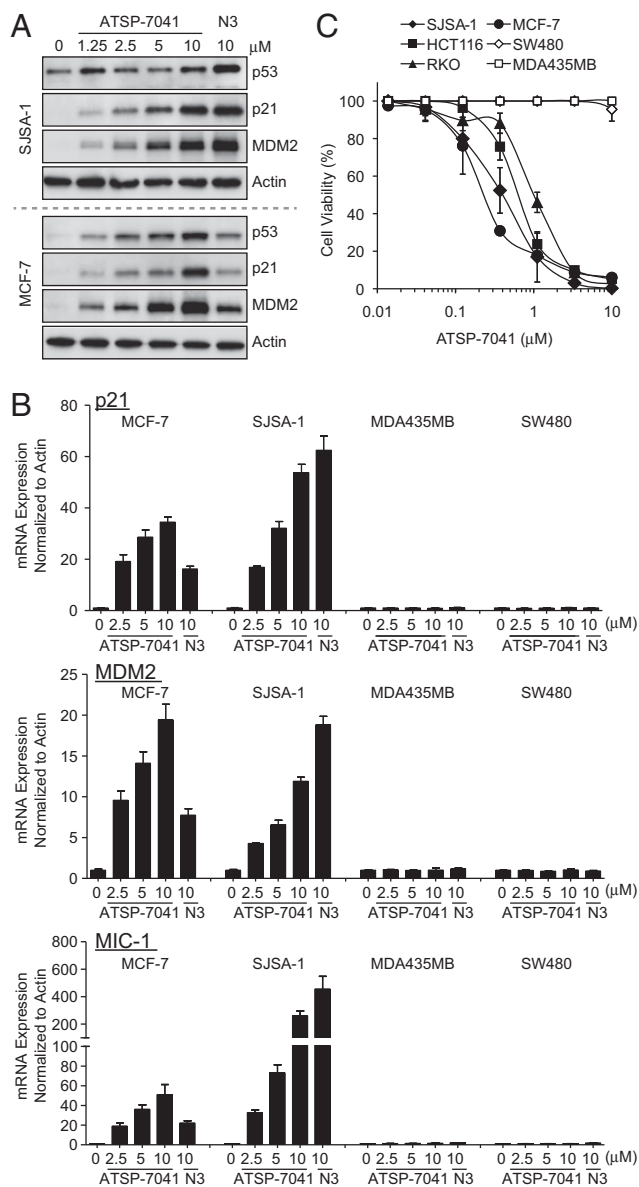 A
ATSP-7041 N3
0 1.25 2.5 5 10 10 μM
SJSA-1
p53
p21
MDM2
Actin
MCF-7
p53
p21
MDM2
Actin
C
SJSA-1 MCF-7
HCT116 SW480
RKO MDA435MB
Cell Viability (%)
100
80
60
40
20
0
0.01 0.1 1 10
ATSP-7041 (μM)
B
p21
MCF-7 SJSA-1 MDA435MB SW480
mRNA Expression
Normalized to Actin
80
60
40
20
0
0 2.5 5 10 10 0 2.5 5 10 10 0 2.5 5 10 10 0 2.5 5 10 10 (μM)
ATSP-7041 N3 ATSP-7041 N3 ATSP-7041 N3 ATSP-7041 N3
MDM2
MCF-7 SJSA-1 MDA435MB SW480
mRNA Expression
Normalized to Actin
25
20
15
10
5
0
0 2.5 5 10 10 0 2.5 5 10 10 0 2.5 5 10 10 0 2.5 5 10 10 (μM)
ATSP-7041 N3 ATSP-7041 N3 ATSP-7041 N3 ATSP-7041 N3
MIC-1
MCF-7 SJSA-1 MDA435MB SW480
mRNA Expression
Normalized to Actin
800
600
400
200
100
80
60
40
20
0
0 2.5 5 10 10 0 2.5 5 10 10 0 2.5 5 10 10 0 2.5 5 10 10 (μM)
ATSP-7041 N3 ATSP-7041 N3 ATSP-7041 N3 ATSP-7041 N3